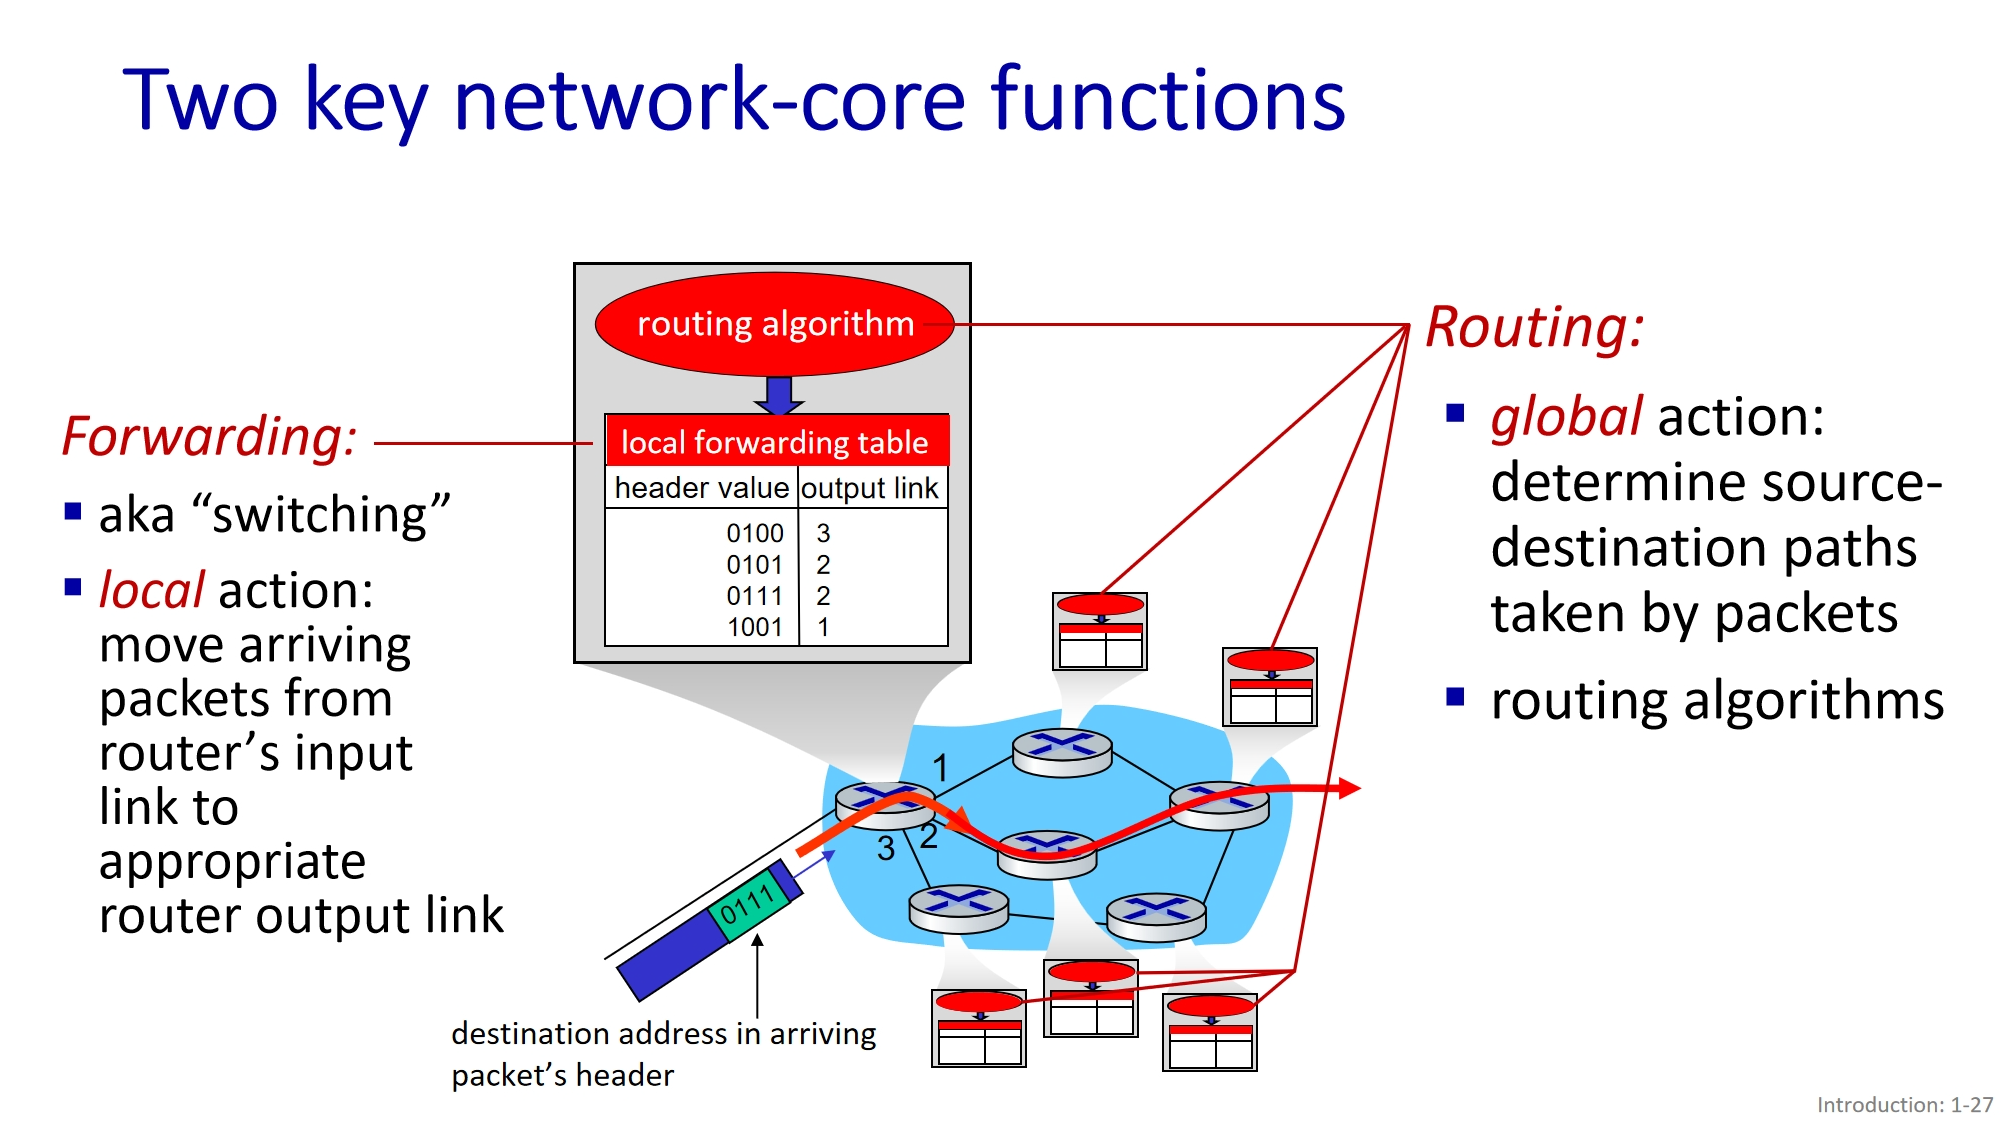 Two key network-core functions
Forwarding:
aka “switching”
local action:
move arriving
packets from
router’s input
link to
appropriate
router output link
routing algorithm
local forwarding table
header value output link
0100 3
0101 2
0111 2
1001 1
1
2
3
0111
destination address in arriving
packet’s header
Routing:
global action:
determine source-
destination paths
taken by packets
routing algorithms
Introduction: 1-27